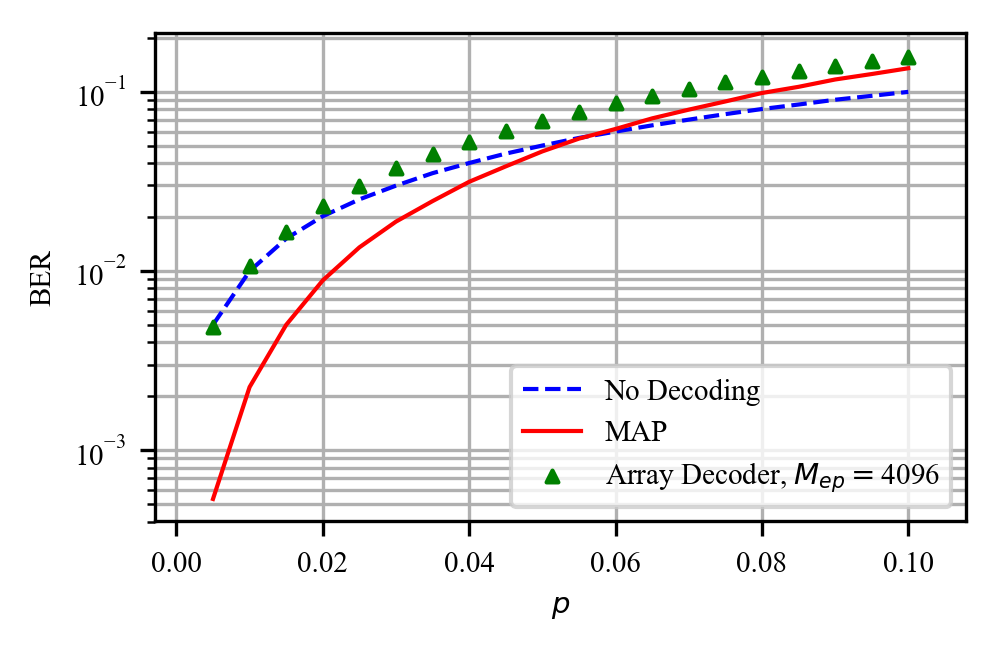 10⁻¹
10⁻²
10⁻³
BER
No Decoding
MAP
Array Decoder, Mₑₚ = 4096
0.00 0.02 0.04 0.06 0.08 0.10
p